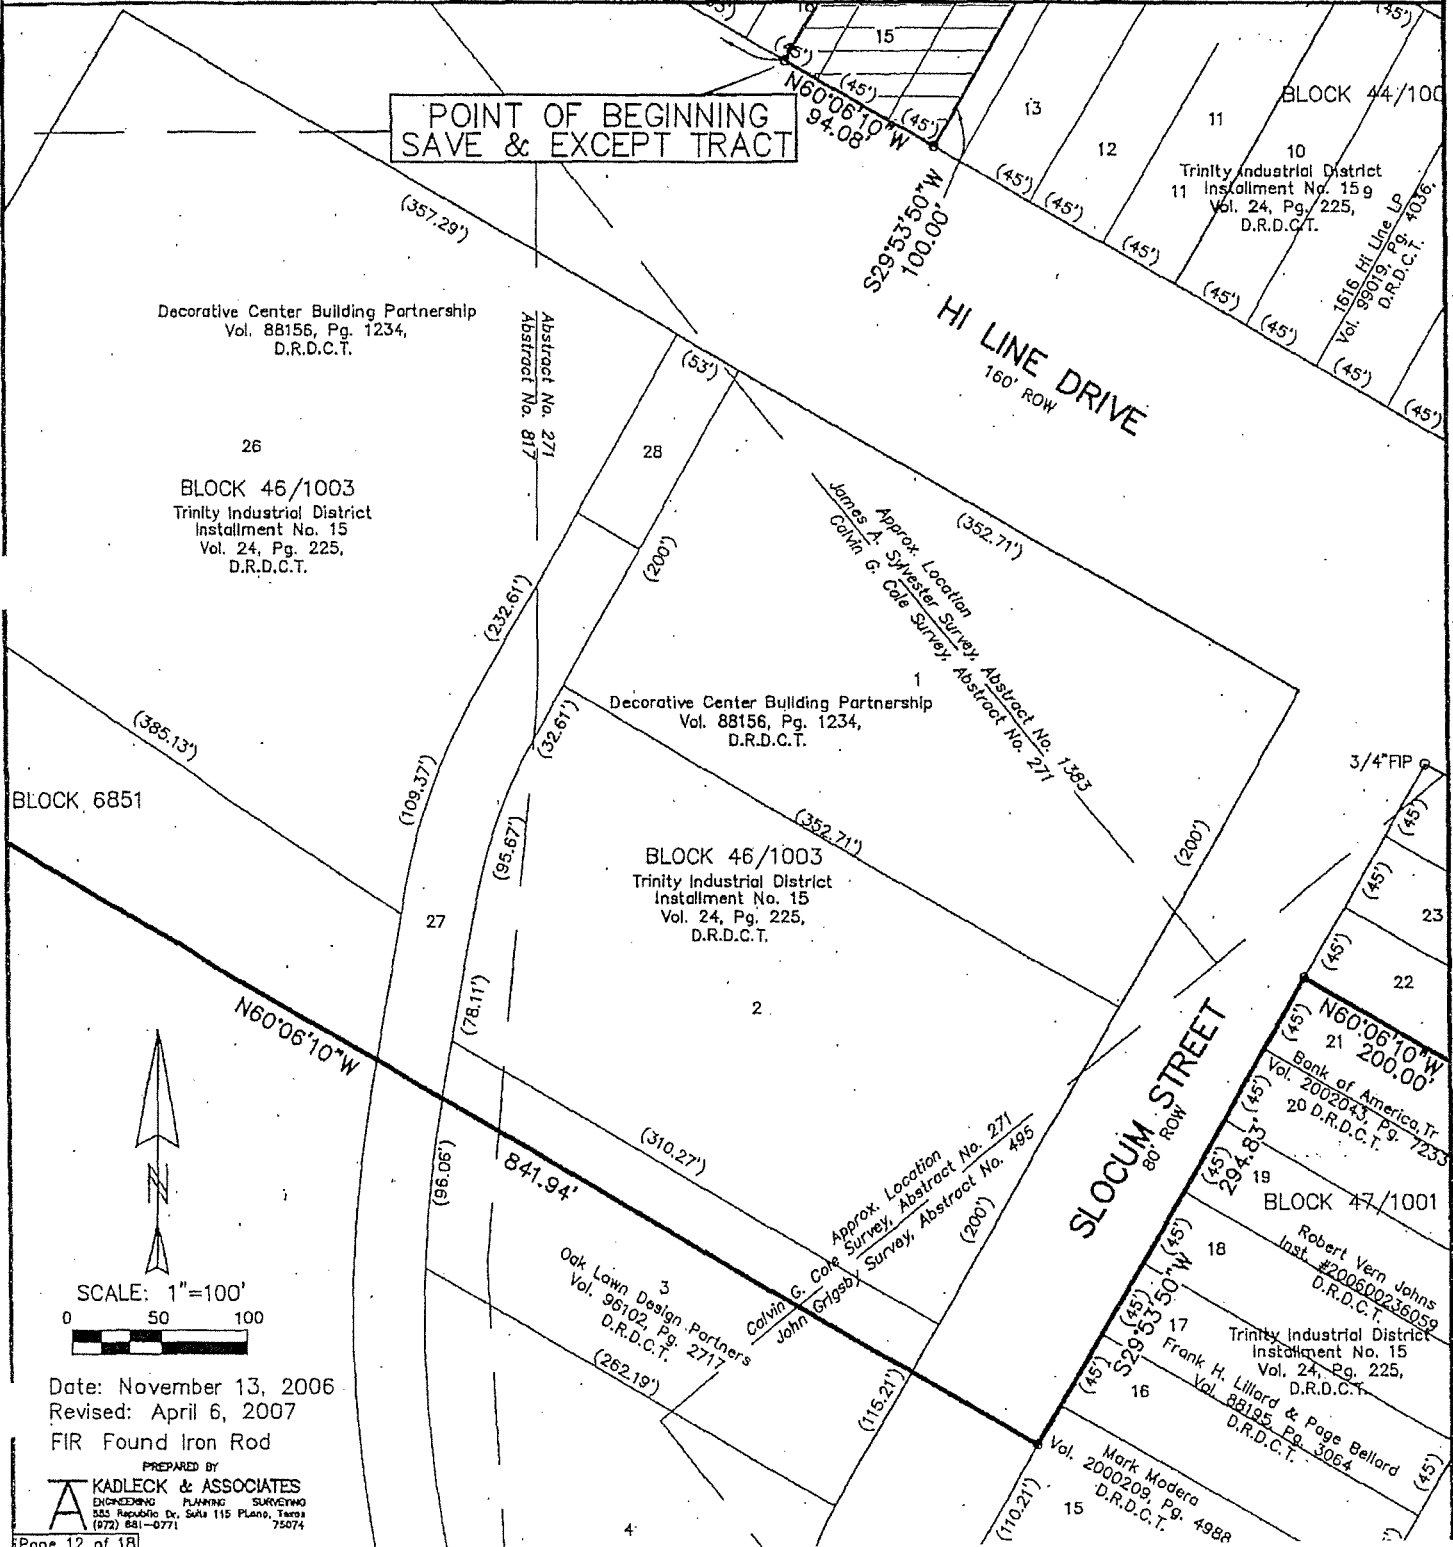 16
15
(45')
(45')
(45')
(45')
N60°06'10"W
94.08'
POINT OF BEGINNING
SAVE & EXCEPT TRACT
13
12
11
10
11
BLOCK 44/100
Trinity Industrial District
Installment No. 15
9
Vol. 24, Pg. 225,
D.R.D.C.T.
1616 Hi Line LP
Vol. 99019, Pg. 4036,
D.R.D.C.T.
(45')
(45')
(45')
(45')
(45')
(45')
(45')
S29°53'50"W
100.00'
HI LINE DRIVE
160' ROW
(357.29')
Decorative Center Building Partnership
Vol. 88156, Pg. 1234,
D.R.D.C.T.
Abstract No. 271
Abstract No. 817
(53')
26
28
BLOCK 46/1003
Trinity Industrial District
Installment No. 15
Vol. 24, Pg. 225,
D.R.D.C.T.
(352.71')
Approx. Location
James A. Sylvester Survey, Abstract No. 1383
Calvin G. Cole Survey, Abstract No. 271
(200')
(232.61')
1
Decorative Center Building Partnership
Vol. 88156, Pg. 1234,
D.R.D.C.T.
(32.61')
(385.13')
(109.37')
3/4"FIP
BLOCK 6851
(95.67')
(352.71')
(200')
(45')
(45')
(45')
BLOCK 46/1003
Trinity Industrial District
Installment No. 15
Vol. 24, Pg. 225,
D.R.D.C.T.
27
23
22
2
(78.11')
N60°06'10"W
N60°06'10"W
200.00'
21
(45')
Bank of America, Tr
Vol. 2002043, Pg. 7233
20 D.R.D.C.T.
(45')
SLOCUM STREET
80' ROW
294.83'
S29°53'50"W
(45')
19
BLOCK 47/1001
(310.27')
841.94'
(96.06')
Approx. Location
Calvin G. Cole Survey, Abstract No. 271
John Grigsby Survey, Abstract No. 495
(200')
(45')
18
Robert Vern Johns
Inst. #200600236059
D.R.D.C.T.
Oak Lawn Design Partners
3
Vol. 96102, Pg. 2717
D.R.D.C.T.
(45')
17
Trinity Industrial District
Installment No. 15
Vol. 24, Pg. 225,
D.R.D.C.T.
Frank H. Lillard & Page Bellard
Vol. 88195, Pg. 3064
D.R.D.C.T.
(45')
16
(262.19')
(115.21')
Mark Modera
Vol. 2000209, Pg. 4988
D.R.D.C.T.
(45')
15
(110.21')
4
N
SCALE: 1"=100'
0 50 100
Date: November 13, 2006
Revised: April 6, 2007
FIR Found Iron Rod
PREPARED BY
KADLECK & ASSOCIATES
ENGINEERING PLANNING SURVEYING
555 Republic Dr. Suite 115 Plano, Texas
(972) 881-0771 75074
Page 12 of 18